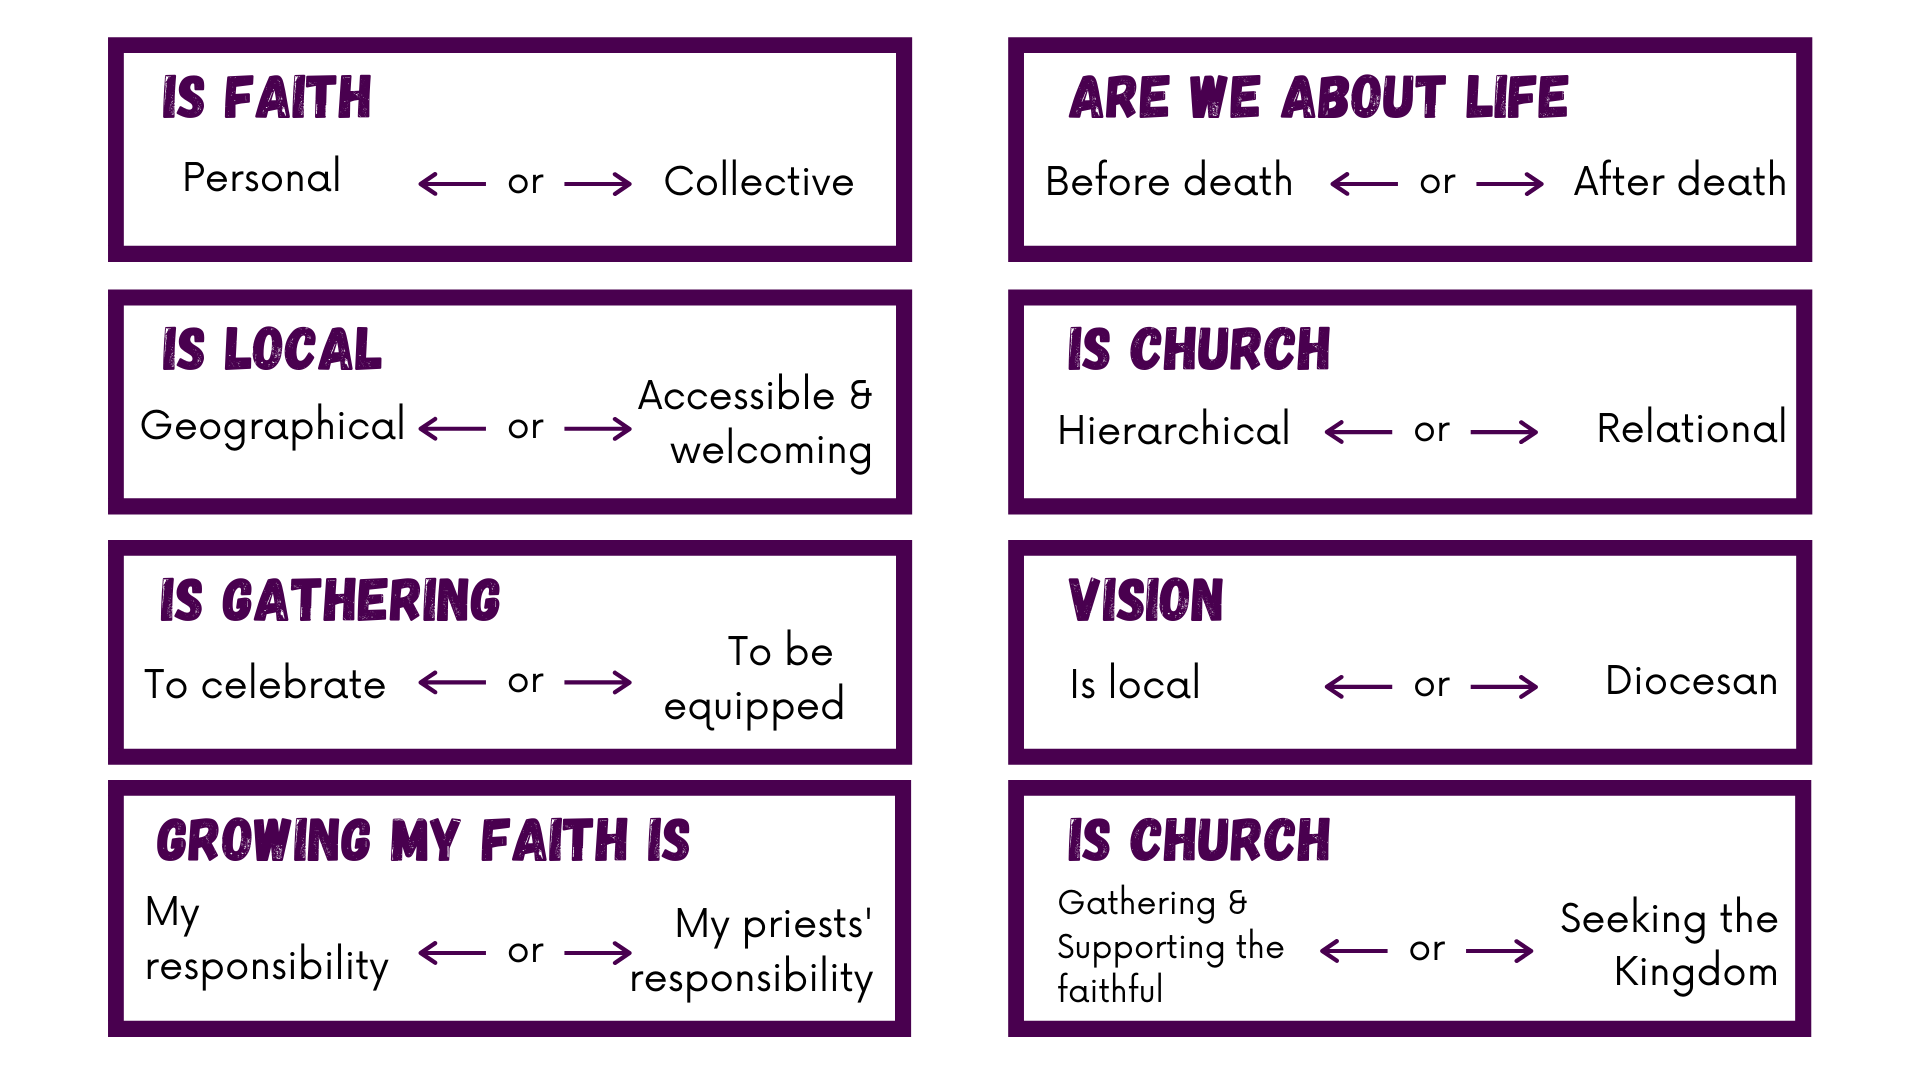 IS FAITH
Personal ← or → Collective
ARE WE ABOUT LIFE
Before death ← or → After death
IS LOCAL
Geographical ← or → Accessible &
welcoming
IS CHURCH
Hierarchical ← or → Relational
IS GATHERING
To celebrate ← or → To be
equipped
VISION
Is local ← or → Diocesan
GROWING MY FAITH IS
My
responsibility ← or → My priests'
responsibility
IS CHURCH
Gathering &
Supporting the
faithful ← or → Seeking the
Kingdom